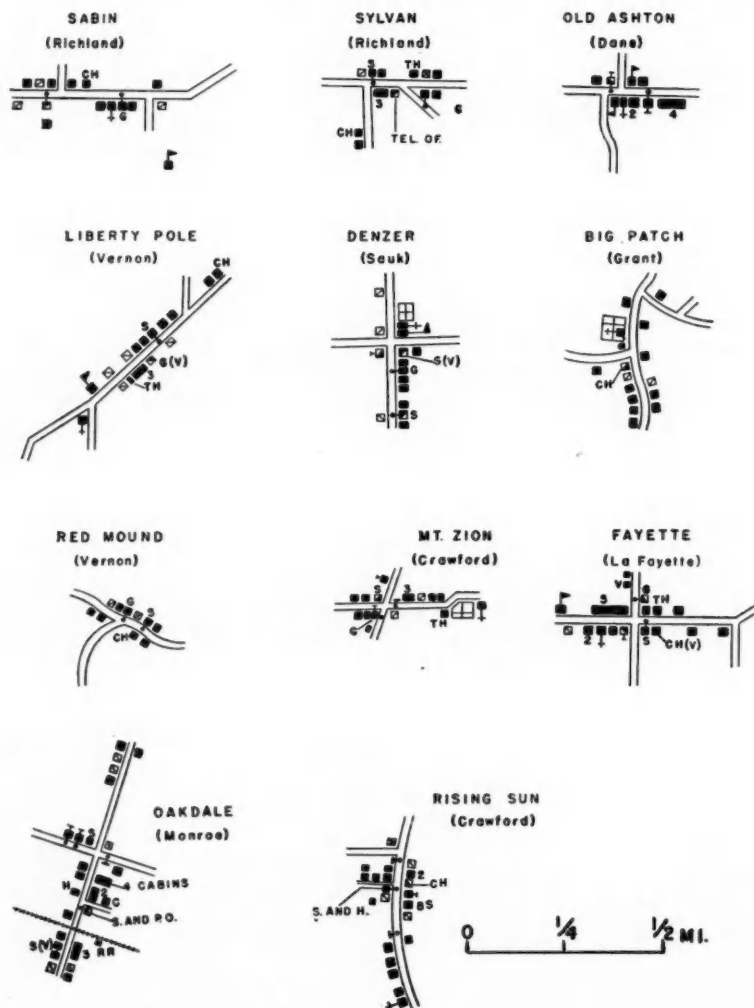 SABIN
(Richland)
CH
G
SYLVAN
(Richland)
S
TH
3
G
CH
TEL. OF.
OLD ASHTON
(Dane)
2
4
LIBERTY POLE
(Vernon)
CH
S
G(V)
3
TH
DENZER
(Sauk)
A
S(V)
G
S
BIG PATCH
(Grant)
CH
RED MOUND
(Vernon)
G
S
CH
MT. ZION
(Crawford)
S
3
G
TH
FAYETTE
(La Fayette)
V
G
3
TH
2
S
CH(V)
OAKDALE
(Monroe)
S
4 CABINS
H
2
G
S. AND P.O.
S(V)
3
RR
RISING SUN
(Crawford)
2
CH
S. AND H.
S
0 1/4 1/2 MI.